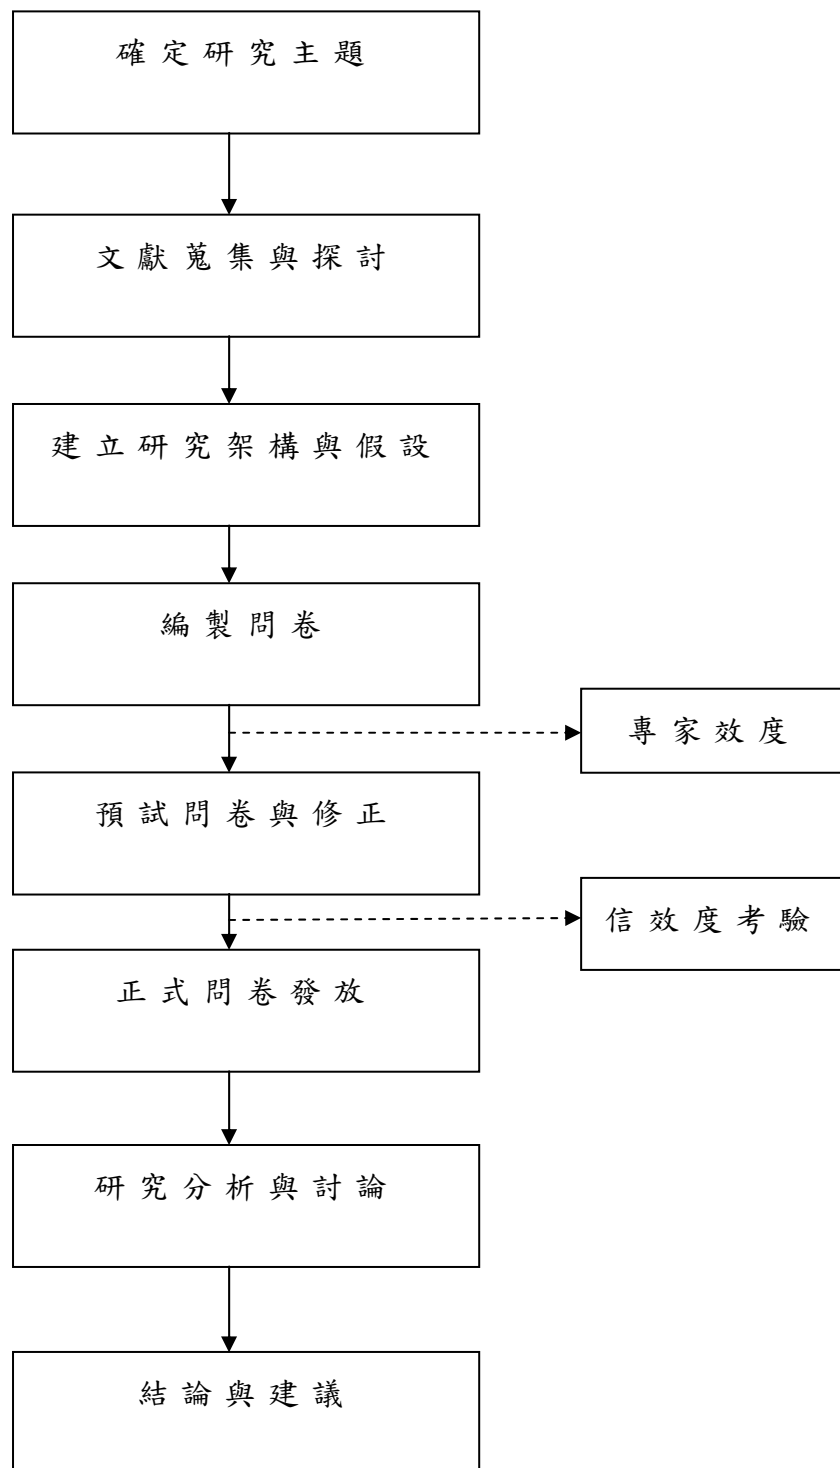 確定研究主題
文獻蒐集與探討
建立研究架構與假設
編製問卷
專家效度
預試問卷與修正
信效度考驗
正式問卷發放
研究分析與討論
結論與建議